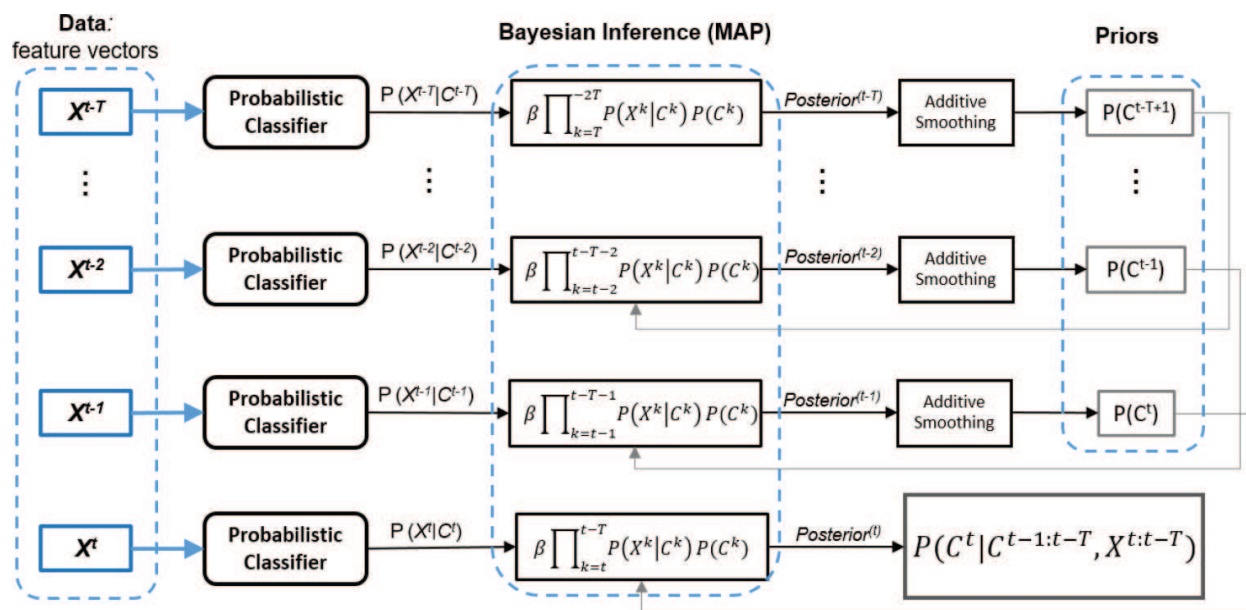 Data:
feature vectors
Bayesian Inference (MAP)
Priors
X^{t-T}
Probabilistic
Classifier
P (X^{t-T}|C^{t-T})
β ∏_{k=T}^{-2T} P(X^k|C^k) P(C^k)
Posterior^{(t-T)}
Additive
Smoothing
P(C^{t-T+1})
⋮ ⋮ ⋮ ⋮
X^{t-2}
Probabilistic
Classifier
P (X^{t-2}|C^{t-2})
β ∏_{k=t-2}^{t-T-2} P(X^k|C^k) P(C^k)
Posterior^{(t-2)}
Additive
Smoothing
P(C^{t-1})
X^{t-1}
Probabilistic
Classifier
P (X^{t-1}|C^{t-1})
β ∏_{k=t-1}^{t-T-1} P(X^k|C^k) P(C^k)
Posterior^{(t-1)}
Additive
Smoothing
P(C^t)
X^t
Probabilistic
Classifier
P (X^t|C^t)
β ∏_{k=t}^{t-T} P(X^k|C^k) P(C^k)
Posterior^{(t)}
P(C^t|C^{t-1:t-T}, X^{t:t-T})